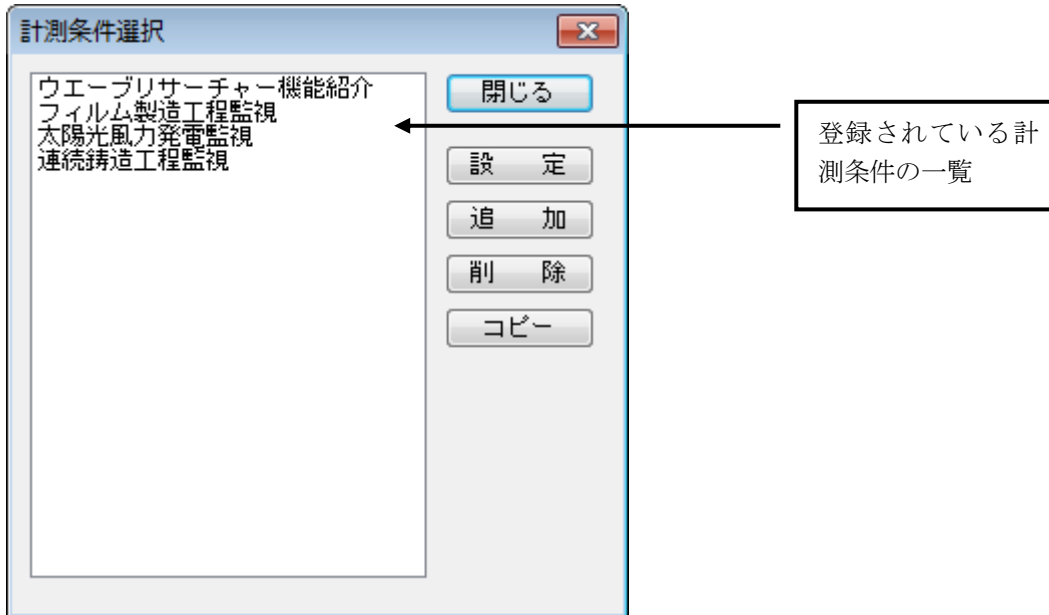 計測条件選択
ウエーブリサーチャー機能紹介
フィルム製造工程監視
太陽光風力発電監視
連続鋳造工程監視
閉じる
設　定
追　加
削　除
コピー
登録されている計
測条件の一覧